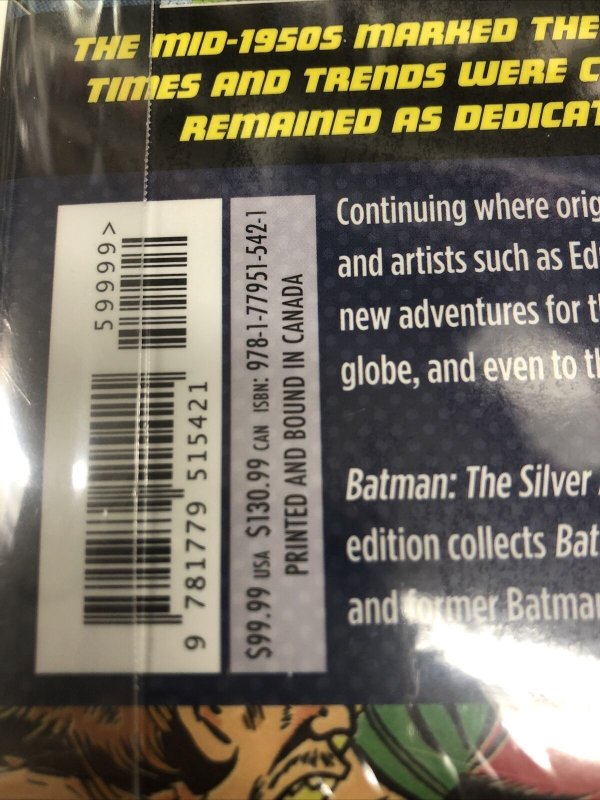 THE MID-1950S MARKED THE
TIMES AND TRENDS WERE C
REMAINED AS DEDICAT
Continuing where orig
and artists such as Ed
new adventures for t
globe, and even to t
Batman: The Silver
edition collects Bat
and former Batma
59999>
9 781779 515421
$99.99 USA $130.99 CAN ISBN: 978-1-77951-542-1
PRINTED AND BOUND IN CANADA